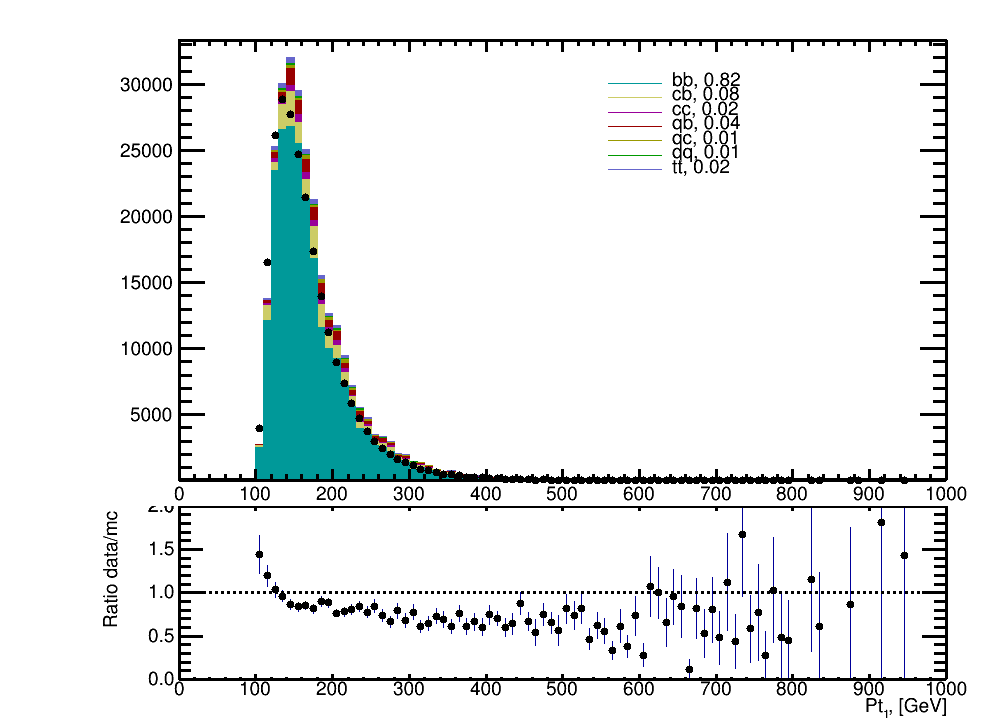 30000
25000
20000
15000
10000
5000
bb, 0.82
cb, 0.08
cc, 0.02
qb, 0.04
qc, 0.01
qq, 0.01
tt, 0.02
0 100 200 300 400 500 600 700 800 900 1000
2.0
1.5
1.0
0.5
0.0
Ratio data/mc
0 100 200 300 400 500 600 700 800 900 1000
Pt₁, [GeV]